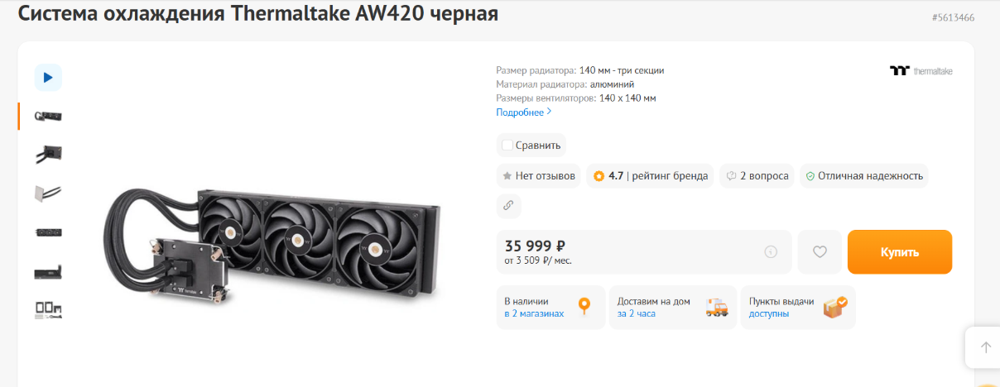 Система охлаждения Thermaltake AW420 черная
#5613466
Размер радиатора: 140 мм - три секции
Материал радиатора: алюминий
Размеры вентиляторов: 140 x 140 мм
Подробнее
thermaltake
Сравнить
Нет отзывов
4.7 | рейтинг бренда
2 вопроса
Отличная надежность
35 999 ₽
от 3 509 ₽/ мес.
Купить
В наличии
в 2 магазинах
Доставим на дом
за 2 часа
Пункты выдачи
доступны
thermaltake